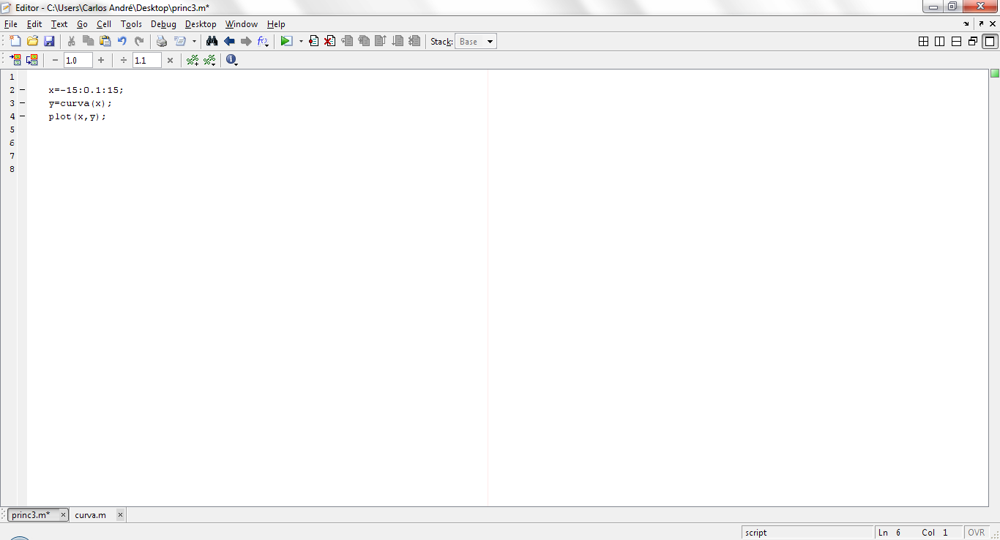 Editor - C:\Users\Carlos André\Desktop\princ3.m*
File Edit Text Go Cell Tools Debug Desktop Window Help
Stack: Base
1.0 1.1
1
2 x=-15:0.1:15;
3 y=curva(x);
4 plot(x,y);
5
6
7
8
princ3.m* curva.m
script Ln 6 Col 1 OVR